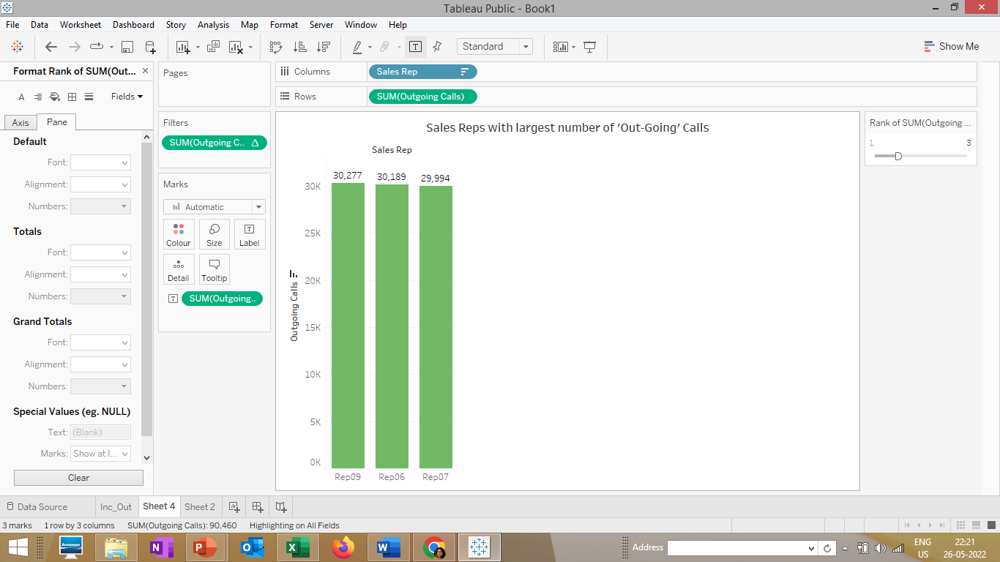 Tableau Public - Book1
File Data Worksheet Dashboard Story Analysis Map Format Server Window Help
Standard
Show Me
Format Rank of SUM(Out...
Fields
Axis Pane
Default
Font:
Alignment:
Numbers:
Totals
Font:
Alignment:
Numbers:
Grand Totals
Font:
Alignment:
Numbers:
Special Values (eg. NULL)
Text: (Blank)
Marks: Show at I...
Clear
Pages
Filters
SUM(Outgoing C..
Marks
Automatic
Colour Size Label
Detail Tooltip
SUM(Outgoing..
Columns Sales Rep
Rows SUM(Outgoing Calls)
Sales Reps with largest number of 'Out-Going' Calls
Sales Rep
30,277 30,189 29,994
30K
25K
20K
15K
10K
5K
0K
Outgoing Calls
Rep09 Rep06 Rep07
Rank of SUM(Outgoing ...
1 3
Data Source Inc_Out Sheet 4 Sheet 2
3 marks 1 row by 3 columns SUM(Outgoing Calls): 90,460 Highlighting on All Fields
lenovo
Address
ENG
US
22:21
26-05-2022